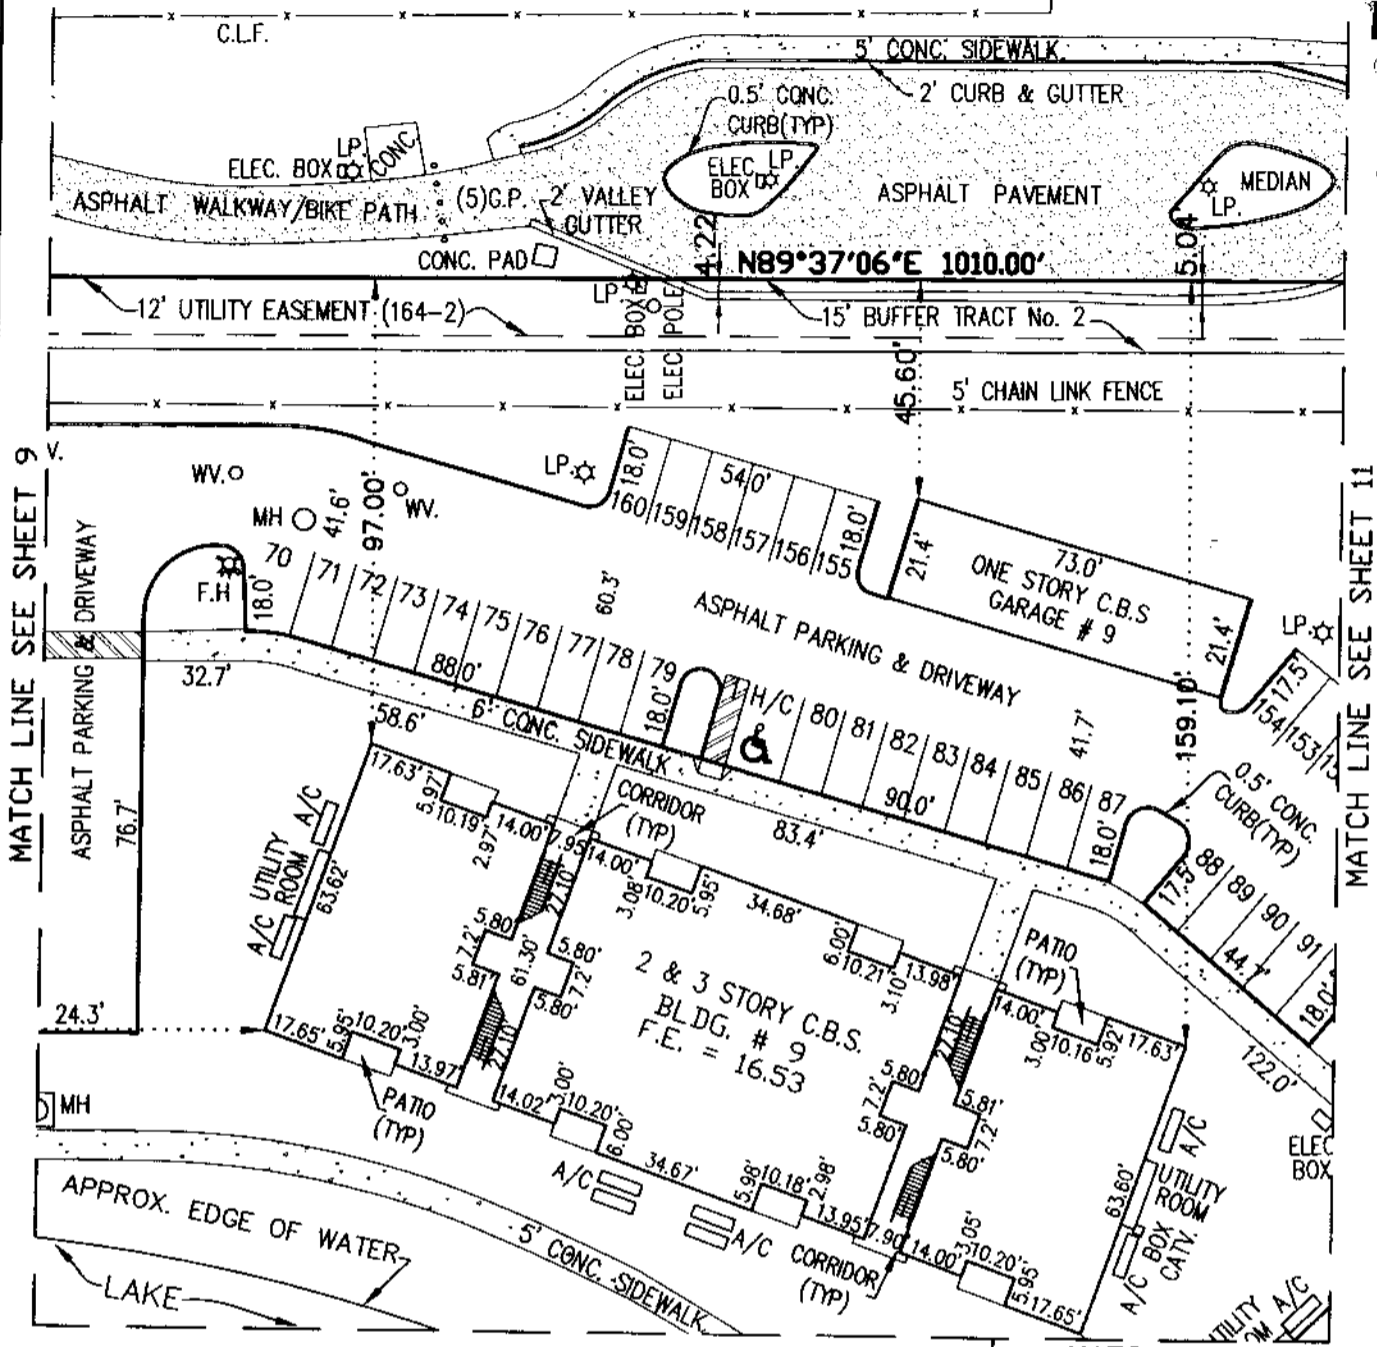 C.L.F.
5' CONC. SIDEWALK
2' CURB & GUTTER
0.5' CONC.
CURB(TYP)
LP.
CONC.
ELEC. BOX
ELEC.
BOX
LP.
ASPHALT PAVEMENT
MEDIAN
LP.
ASPHALT WALKWAY/BIKE PATH
(5)G.P.
2' VALLEY
GUTTER
4.22
5.04
CONC. PAD
N89°37'06"E 1010.00'
LP
12' UTILITY EASEMENT (164-2)
ELEC. BOX
ELEC. POLE
15' BUFFER TRACT No. 2
45.60'
5' CHAIN LINK FENCE
MATCH LINE SEE SHEET 9
MATCH LINE SEE SHEET 11
V.
WV.
LP.
18.0'
54.0'
160
159
158
157
156
155
18.0'
MH
41.6'
97.00'
WV.
21.4'
73.0'
ONE STORY C.B.S
GARAGE # 9
21.4'
LP.
F.H
18.0'
70
71
72
73
74
75
76
77
78
79
60.3'
ASPHALT PARKING & DRIVEWAY
ASPHALT PARKING & DRIVEWAY
32.7'
88.0'
18.0'
H/C
80
81
82
83
84
85
86
87
41.7'
159.10'
17.5'
154
153
15
58.6'
6' CONC. SIDEWALK
90.0'
83.4'
18.0'
0.5' CONC.
CURB(TYP)
17.5'
88
89
90
91
44.7'
18.0'
122.0'
76.7'
17.63'
5.97'
10.19'
2.97'
14.00'
7.95'
CORRIDOR
(TYP)
14.00'
3.08'
10.20'
5.95'
34.68'
6.00'
10.21'
3.10'
13.98'
PATIO
(TYP)
14.00'
3.00'
10.16'
5.92'
17.63'
A/C
UTILITY
ROOM
A/C
63.62'
27.10'
5.80'
7.2'
5.81'
61.30'
5.80'
7.2'
5.80'
27.10'
2 & 3 STORY C.B.S.
BLDG. # 9
F.E. = 16.53
27.10'
5.80'
7.2'
5.80'
5.81'
7.2'
5.80'
24.3'
17.65'
5.95'
10.20'
3.00'
13.97'
PATIO
(TYP)
14.02'
3.00'
10.20'
6.00'
34.67'
A/C
5.98'
10.18'
2.98'
13.95'
7.90'
A/C
CORRIDOR
(TYP)
14.00'
3.05'
10.20'
5.95'
17.65'
63.60'
A/C
UTILITY
ROOM
A/C BOX
CATV.
ELEC
BOX
MH
APPROX. EDGE OF WATER
LAKE
5' CONC. SIDEWALK
A/C